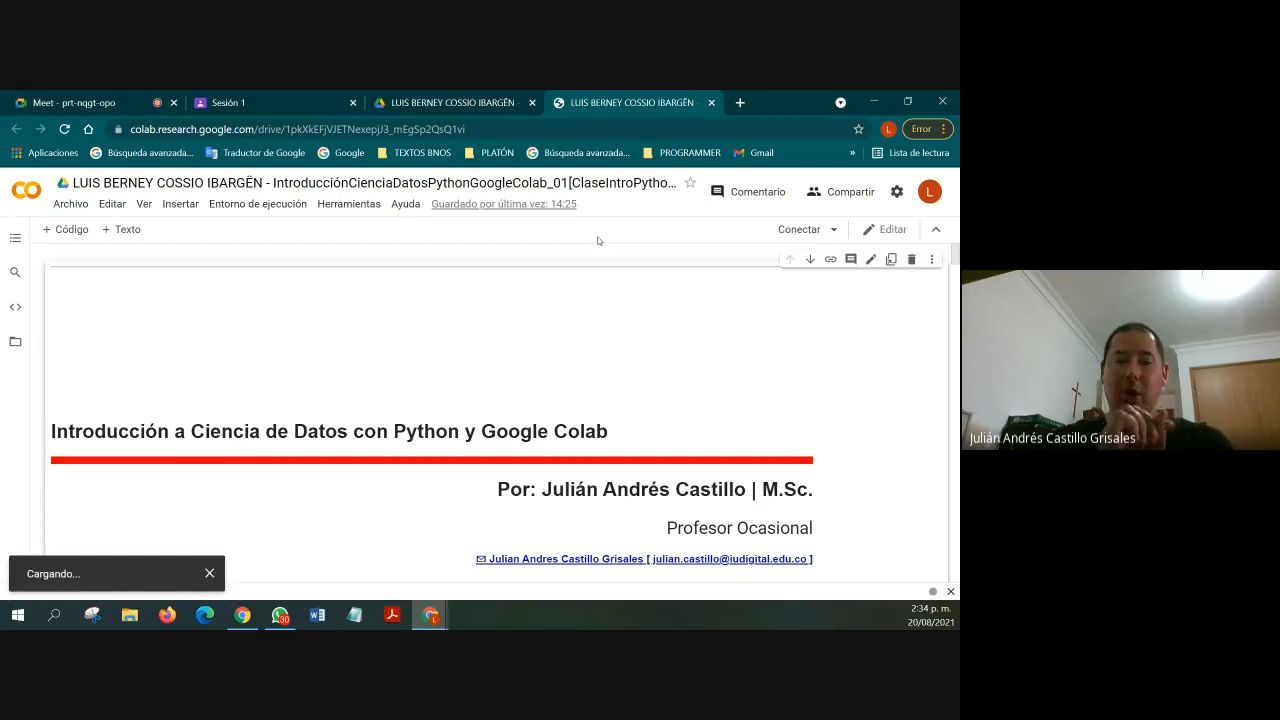 Meet - prt-nqgt-opo
Sesión 1
LUIS BERNEY COSSIO IBARGËN -
LUIS BERNEY COSSIO IBARGËN -
colab.research.google.com/drive/1pkXkEFjVJETNexepjJ3_mEgSp2QsQ1vi
L
Error
Aplicaciones
Búsqueda avanzada...
Traductor de Google
Google
TEXTOS BNOS
PLATÓN
Búsqueda avanzada...
PROGRAMMER
Gmail
»
Lista de lectura
LUIS BERNEY COSSIO IBARGËN - IntroducciónCienciaDatosPythonGoogleColab_01[ClaseIntroPytho...
Comentario
Compartir
L
Archivo Editar Ver Insertar Entorno de ejecución Herramientas Ayuda Guardado por última vez: 14:25
+ Código + Texto
Conectar
Editar
Introducción a Ciencia de Datos con Python y Google Colab
Por: Julián Andrés Castillo | M.Sc.
Profesor Ocasional
Julian Andres Castillo Grisales [ julian.castillo@iudigital.edu.co ]
Cargando...
30
L
2:34 p. m.
20/08/2021
Julián Andrés Castillo Grisales